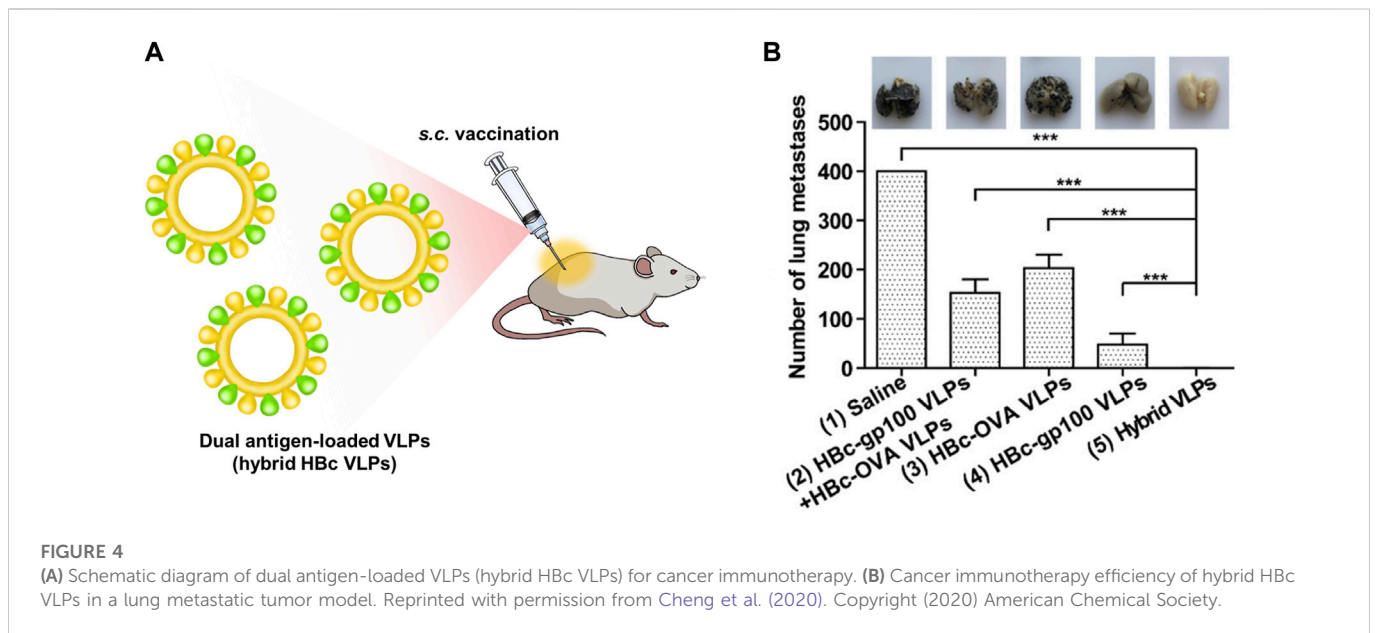 A
s.c. vaccination
Dual antigen-loaded VLPs
(hybrid HBc VLPs)
B
Number of lung metastases
500
400
300
200
100
0
***
***
***
***
(1) Saline
(2) HBc-gp100 VLPs
+HBc-OVA VLPs
(3) HBc-OVA VLPs
(4) HBc-gp100 VLPs
(5) Hybrid VLPs
FIGURE 4
(A) Schematic diagram of dual antigen-loaded VLPs (hybrid HBc VLPs) for cancer immunotherapy. (B) Cancer immunotherapy efficiency of hybrid HBc
VLPs in a lung metastatic tumor model. Reprinted with permission from Cheng et al. (2020). Copyright (2020) American Chemical Society.